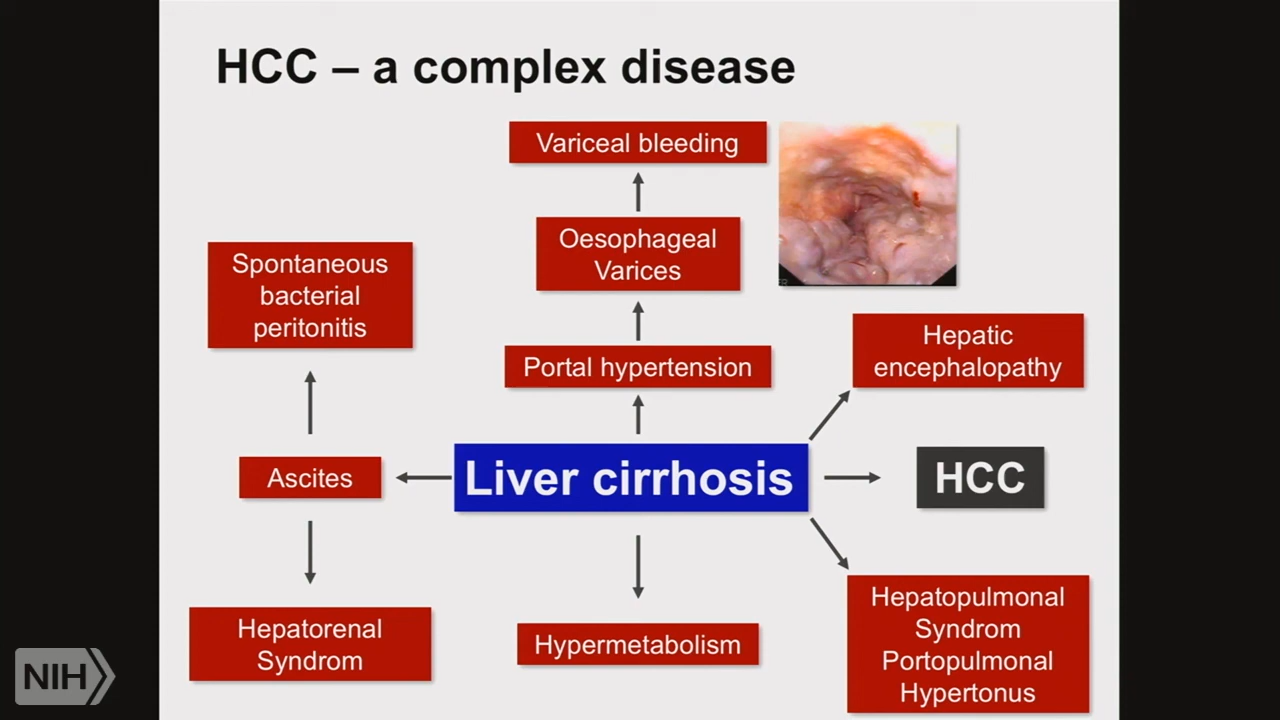 HCC – a complex disease
Variceal bleeding
Oesophageal
Varices
Spontaneous
bacterial
peritonitis
Portal hypertension
Hepatic
encephalopathy
Ascites
Liver cirrhosis
HCC
Hepatorenal
Syndrom
Hypermetabolism
Hepatopulmonal
Syndrom
Portopulmonal
Hypertonus
NIH